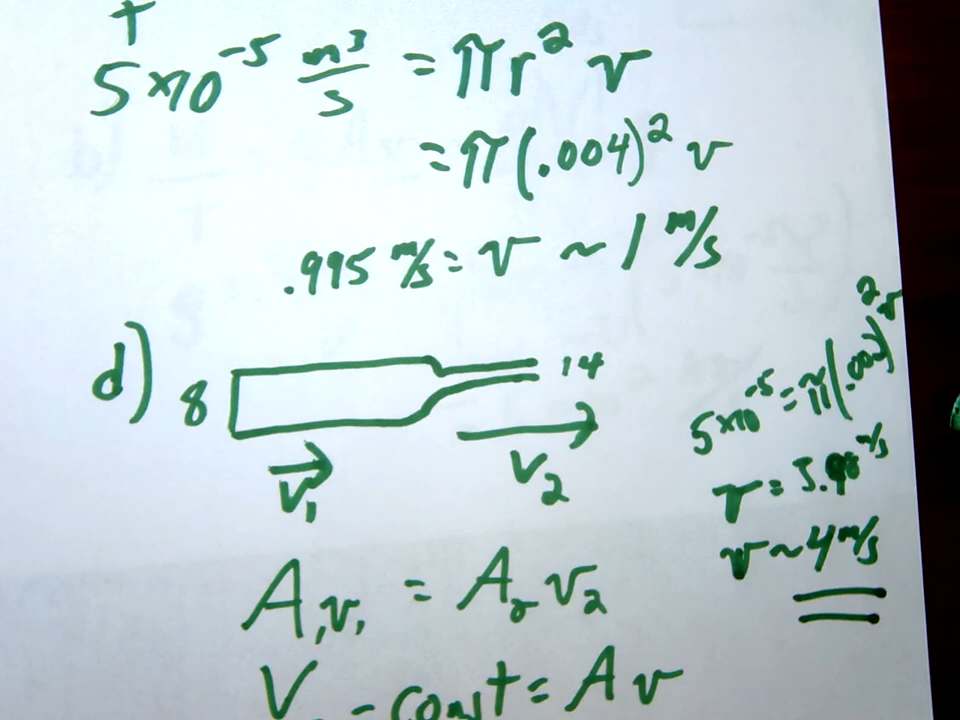 t
5×10⁻⁵ m³/s = πr² v
= π(.004)² v
.995 m/s = v ~ 1 m/s
d) 8 14
V₁ V₂
5×10⁻⁵ = π(.002)² v
v = 3.98 m/s
v ~ 4 m/s
A₁v₁ = A₂v₂
V = const = A v